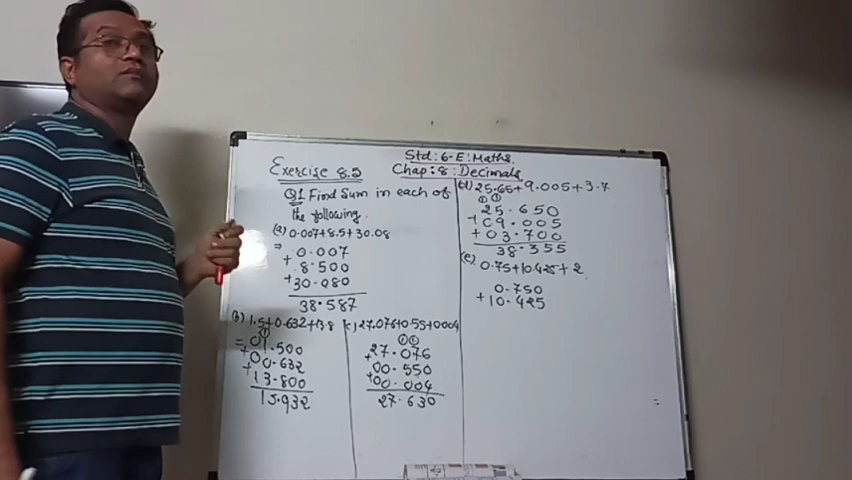 Std: 6-E: Maths.
Chap: 8: Decimals
Exercise 8.5
Q1 Find Sum in each of
the following.
(a) 0.007+8.5+30.08
⇒ 0.007
+ 8.500
+30.080
38.587
(b) 1.5+0.632+13.8
= 01.500
+00.632
+13.800
15.932
(c) 27.076+0.55+0.004
+27.076
00.550
+00.004
27.630
(d) 25.65+9.005+3.7
25.650
+09.005
+03.700
38.355
(e) 0.75+10.425+2
0.750
+10.425